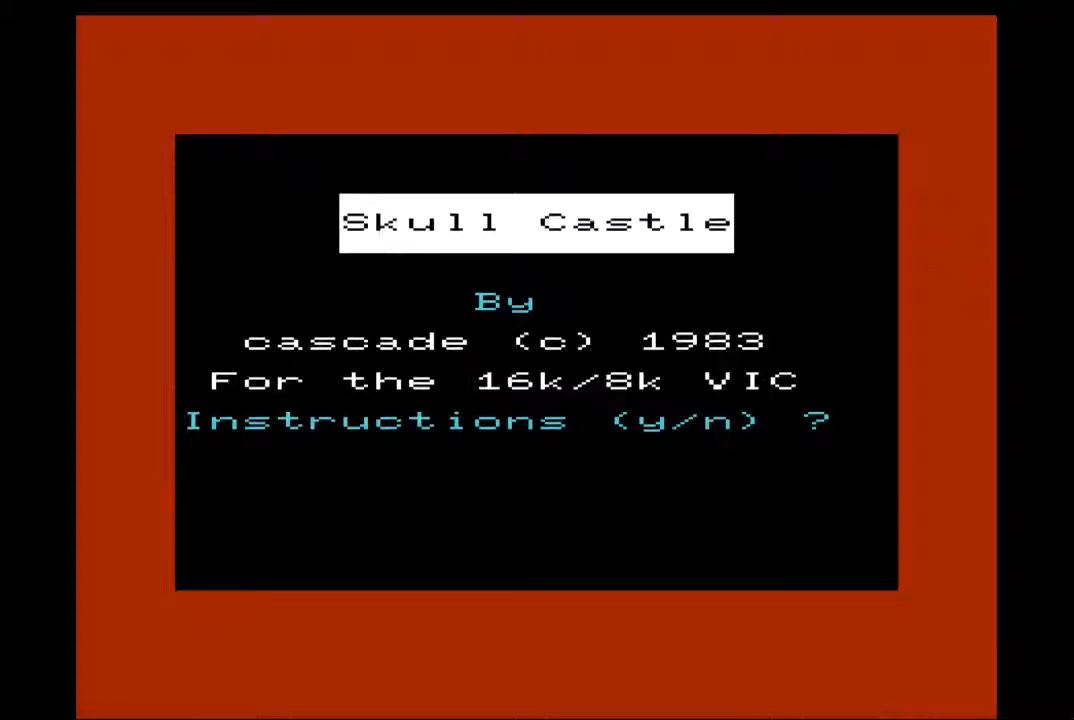 Skull Castle
By
cascade (c) 1983
For the 16k/8k VIC
Instructions (y/n) ?